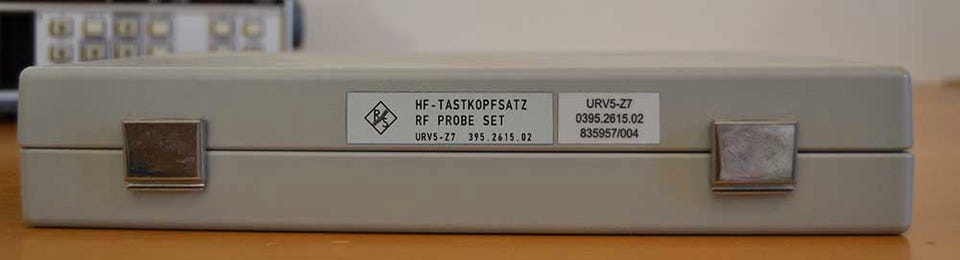 R&S
HF-TASTKOPFSATZ
RF PROBE SET
URV5-Z7 395.2615.02
URV5-Z7
0395.2615.02
835957/004